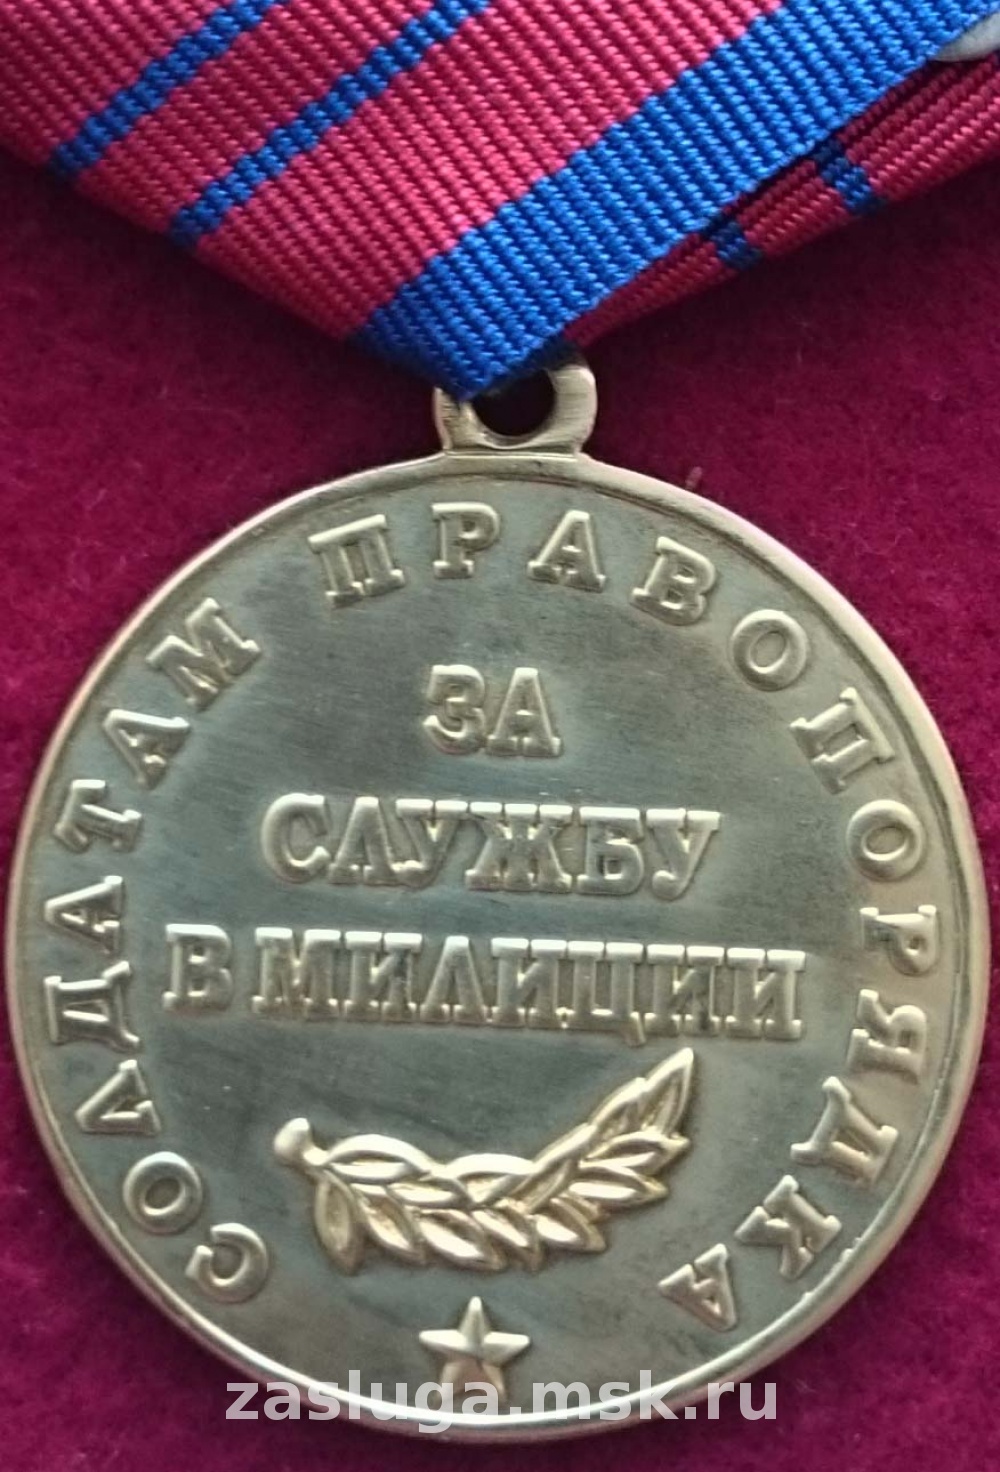 СОЛДАТАМ ПРАВОПОРЯДКА
ЗА
СЛУЖБУ
В МИЛИЦИИ
zasluga.msk.ru